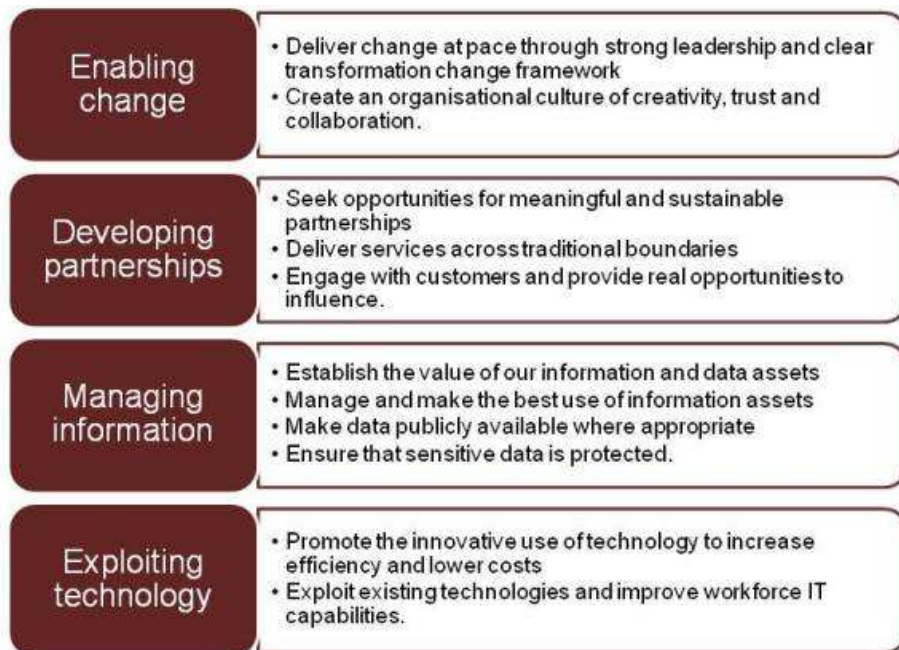 Enabling
change
• Deliver change at pace through strong leadership and clear
transformation change framework
• Create an organisational culture of creativity, trust and
collaboration.
Developing
partnerships
• Seek opportunities for meaningful and sustainable
partnerships
• Deliver services across traditional boundaries
• Engage with customers and provide real opportunities to
influence.
Managing
information
• Establish the value of our information and data assets
• Manage and make the best use of information assets
• Make data publicly available where appropriate
• Ensure that sensitive data is protected.
Exploiting
technology
• Promote the innovative use of technology to increase
efficiency and lower costs
• Exploit existing technologies and improve workforce IT
capabilities.